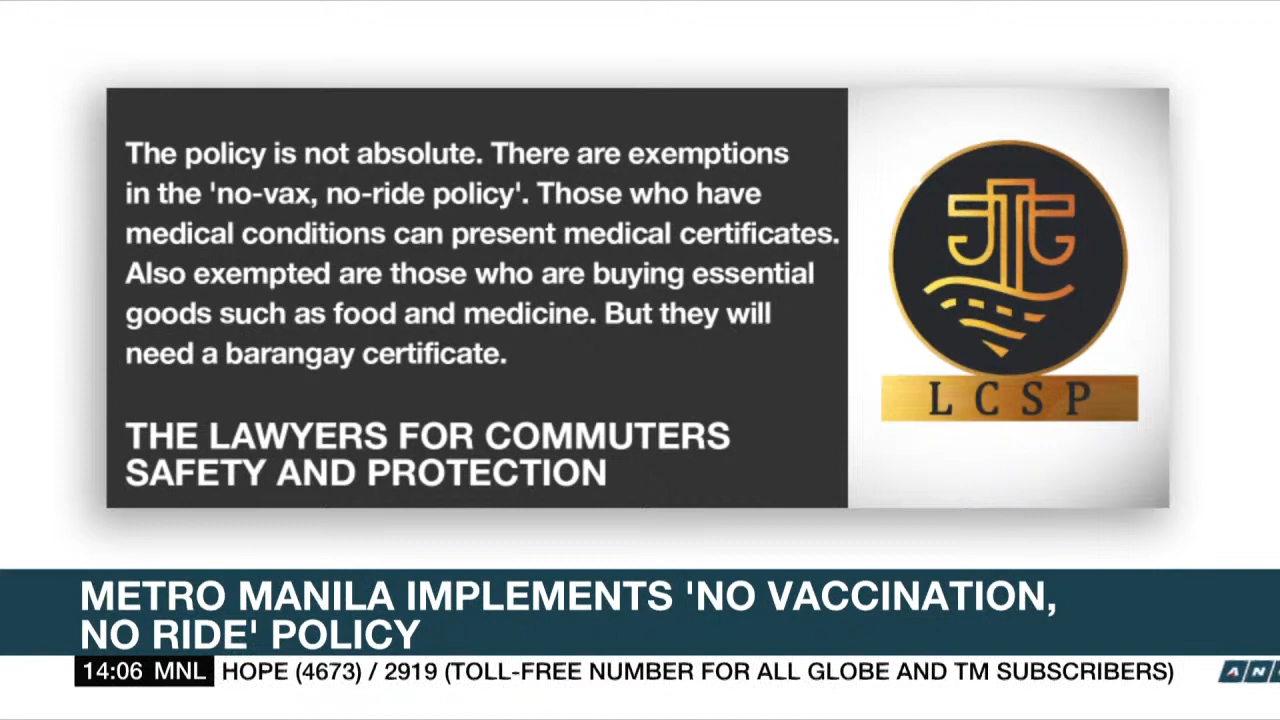 The policy is not absolute. There are exemptions
in the 'no-vax, no-ride policy'. Those who have
medical conditions can present medical certificates.
Also exempted are those who are buying essential
goods such as food and medicine. But they will
need a barangay certificate.
THE LAWYERS FOR COMMUTERS
SAFETY AND PROTECTION
LCSP
METRO MANILA IMPLEMENTS 'NO VACCINATION,
NO RIDE' POLICY
14:06 MNL HOPE (4673) / 2919 (TOLL-FREE NUMBER FOR ALL GLOBE AND TM SUBSCRIBERS)